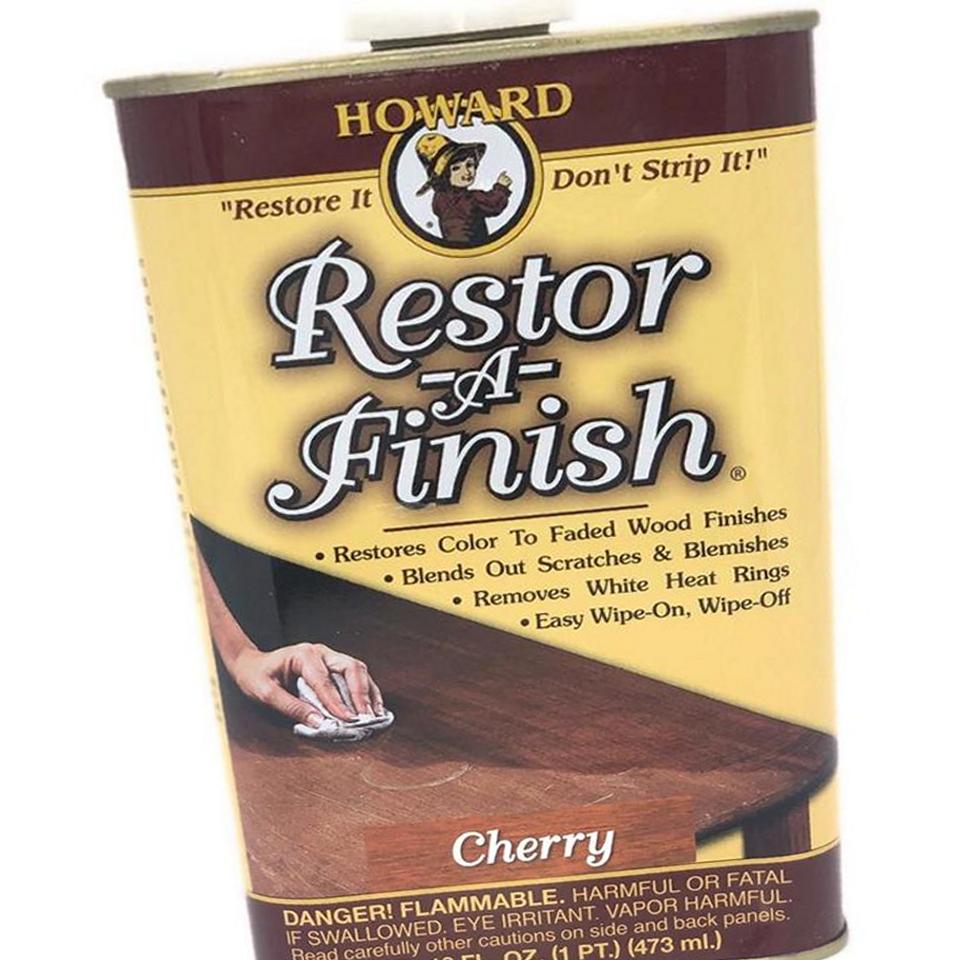 HOWARD
"Restore It Don't Strip It!"
®
Restor
-A-
Finish®
• Restores Color To Faded Wood Finishes
• Blends Out Scratches & Blemishes
• Removes White Heat Rings
• Easy Wipe-On, Wipe-Off
Cherry
DANGER! FLAMMABLE. HARMFUL OR FATAL
IF SWALLOWED. EYE IRRITANT. VAPOR HARMFUL.
Read carefully other cautions on side and back panels.
FL. OZ. (1 PT.) (473 ml.)